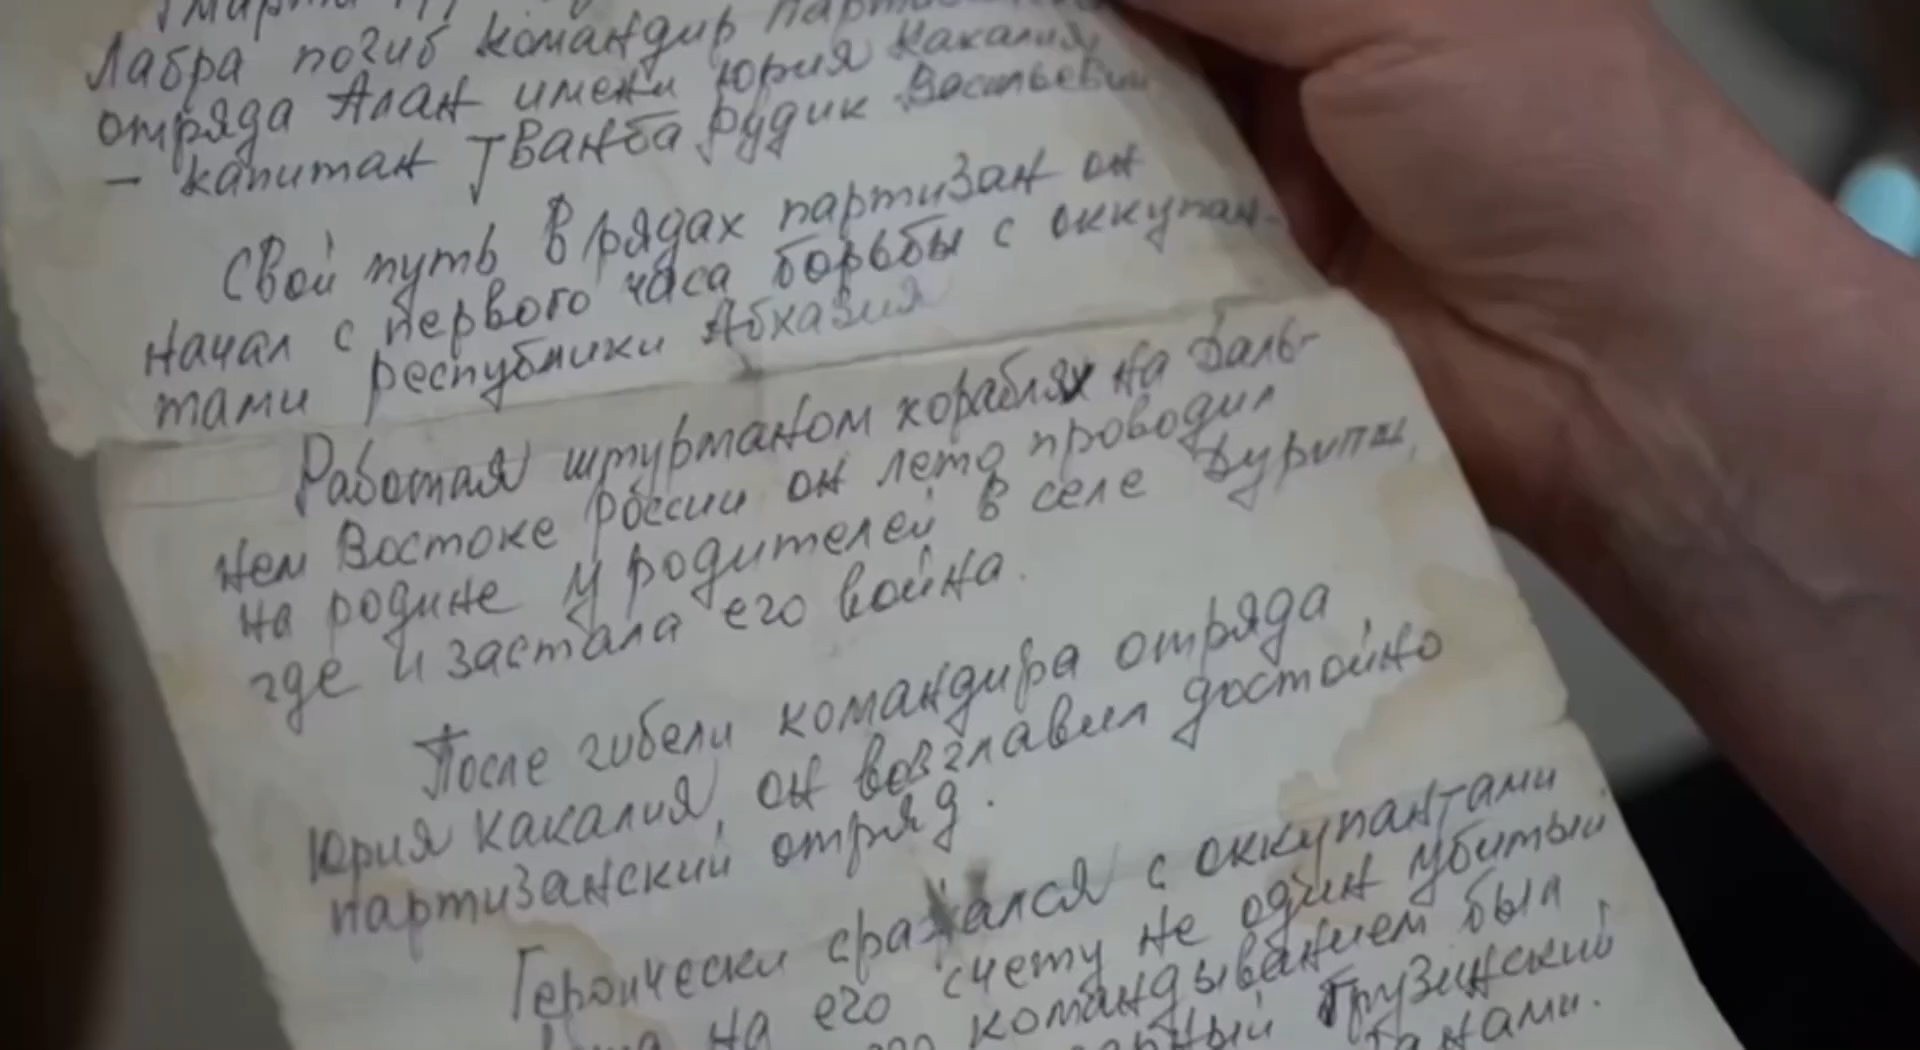 Лабра погиб командир
отряда Алан имени Юрия Какалия,
– капитан Тванба Рудик Васильевич
Свой путь в рядах партизан он
начал с первого часа борьбы с оккупан-
тами республики Абхазия
Работая штурманом кораблях на Даль-
нем Востоке России он лето проводил
на родине у родителей в селе Дурипш,
где и застала его война.
После гибели командира отряда
Юрия Какалия, он возглавил достойно
партизанский отряд.
Героически сражался с оккупантами
на его счету не один убитый
командыванием был
Грузинский